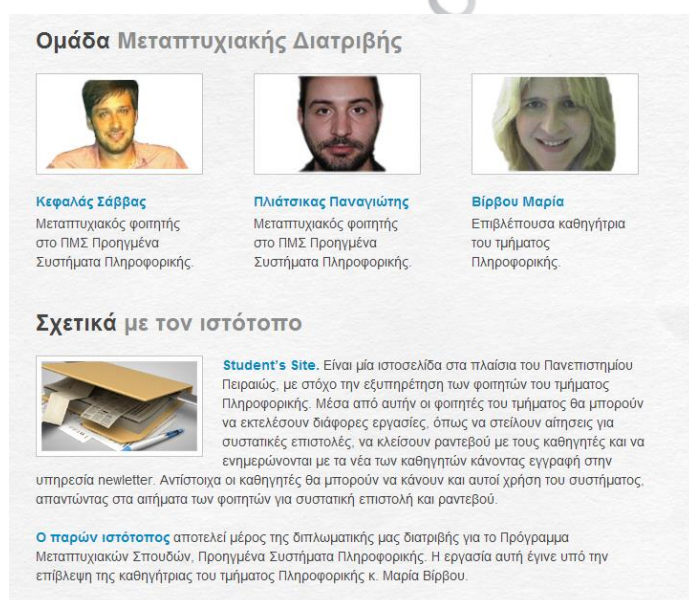 Ομάδα Μεταπτυχιακής Διατριβής
Κεφαλάς Σάββας
Μεταπτυχιακός φοιτητής
στο ΠΜΣ Προηγμένα
Συστήματα Πληροφορικής.
Πλιάτσικας Παναγιώτης
Μεταπτυχιακός φοιτητής
στο ΠΜΣ Προηγμένα
Συστήματα Πληροφορικής.
Βίρβου Μαρία
Επιβλέπουσα καθηγήτρια
του τμήματος
Πληροφορικής.
Σχετικά με τον ιστότοπο
Student's Site. Είναι μία ιστοσελίδα στα πλαίσια του Πανεπιστημίου
Πειραιώς, με στόχο την εξυπηρέτηση των φοιτητών του τμήματος
Πληροφορικής. Μέσα από αυτήν οι φοιτητές του τμήματος θα μπορούν
να εκτελέσουν διάφορες εργασίες, όπως να στείλουν αίτησεις για
συστατικές επιστολές, να κλείσουν ραντεβού με τους καθηγητές και να
ενημερώνονται με τα νέα των καθηγητών κάνοντας εγγραφή στην
υπηρεσία newletter. Αντίστοιχα οι καθηγητές θα μπορούν να κάνουν και αυτοί χρήση του συστήματος,
απαντώντας στα αιτήματα των φοιτητών για συστατική επιστολή και ραντεβού.
Ο παρών ιστότοπος αποτελεί μέρος της διπλωματικής μας διατριβής για το Πρόγραμμα
Μεταπτυχιακών Σπουδών, Προηγμένα Συστήματα Πληροφορικής. Η εργασία αυτή έγινε υπό την
επίβλεψη της καθηγήτριας του τμήματος Πληροφορικής κ. Μαρία Βίρβου.